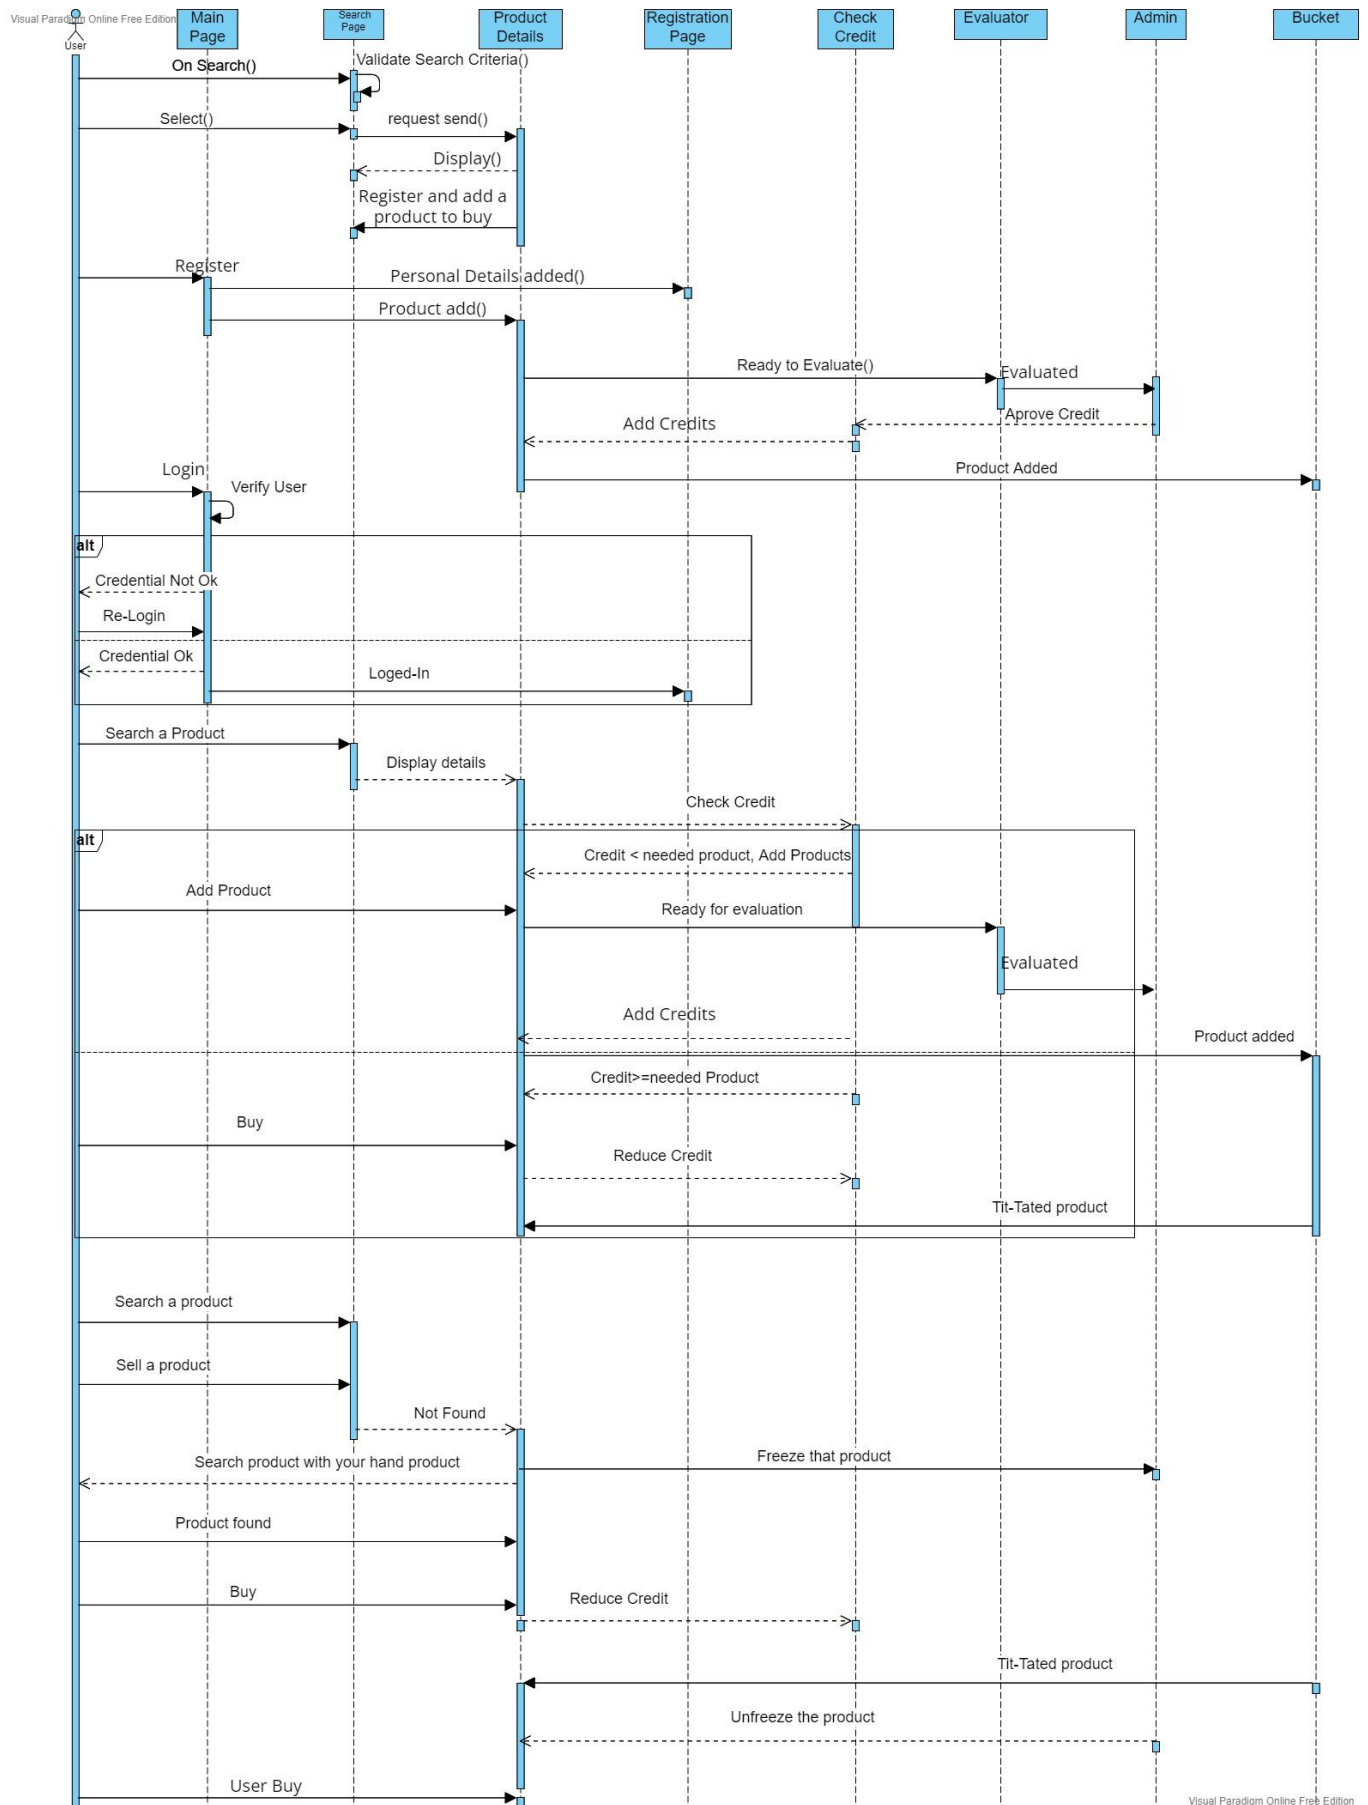 Visual Paradigm Online Free Edition
User
Main
Page
Search
Page
Product
Details
Registration
Page
Check
Credit
Evaluator
Admin
Bucket
On Search()
Validate Search Criteria()
Select()
request send()
Display()
Register and add a
product to buy
Register
Personal Details added()
Product add()
Ready to Evaluate()
Evaluated
Aprove Credit
Add Credits
Login
Product Added
Verify User
alt
Credential Not Ok
Re-Login
Credential Ok
Loged-In
Search a Product
Display details
Check Credit
alt
Credit < needed product, Add Products
Add Product
Ready for evaluation
Evaluated
Add Credits
Product added
Credit>=needed Product
Buy
Reduce Credit
Tit-Tated product
Search a product
Sell a product
Not Found
Freeze that product
Search product with your hand product
Product found
Buy
Reduce Credit
Tit-Tated product
Unfreeze the product
User Buy
Visual Paradigm Online Free Edition